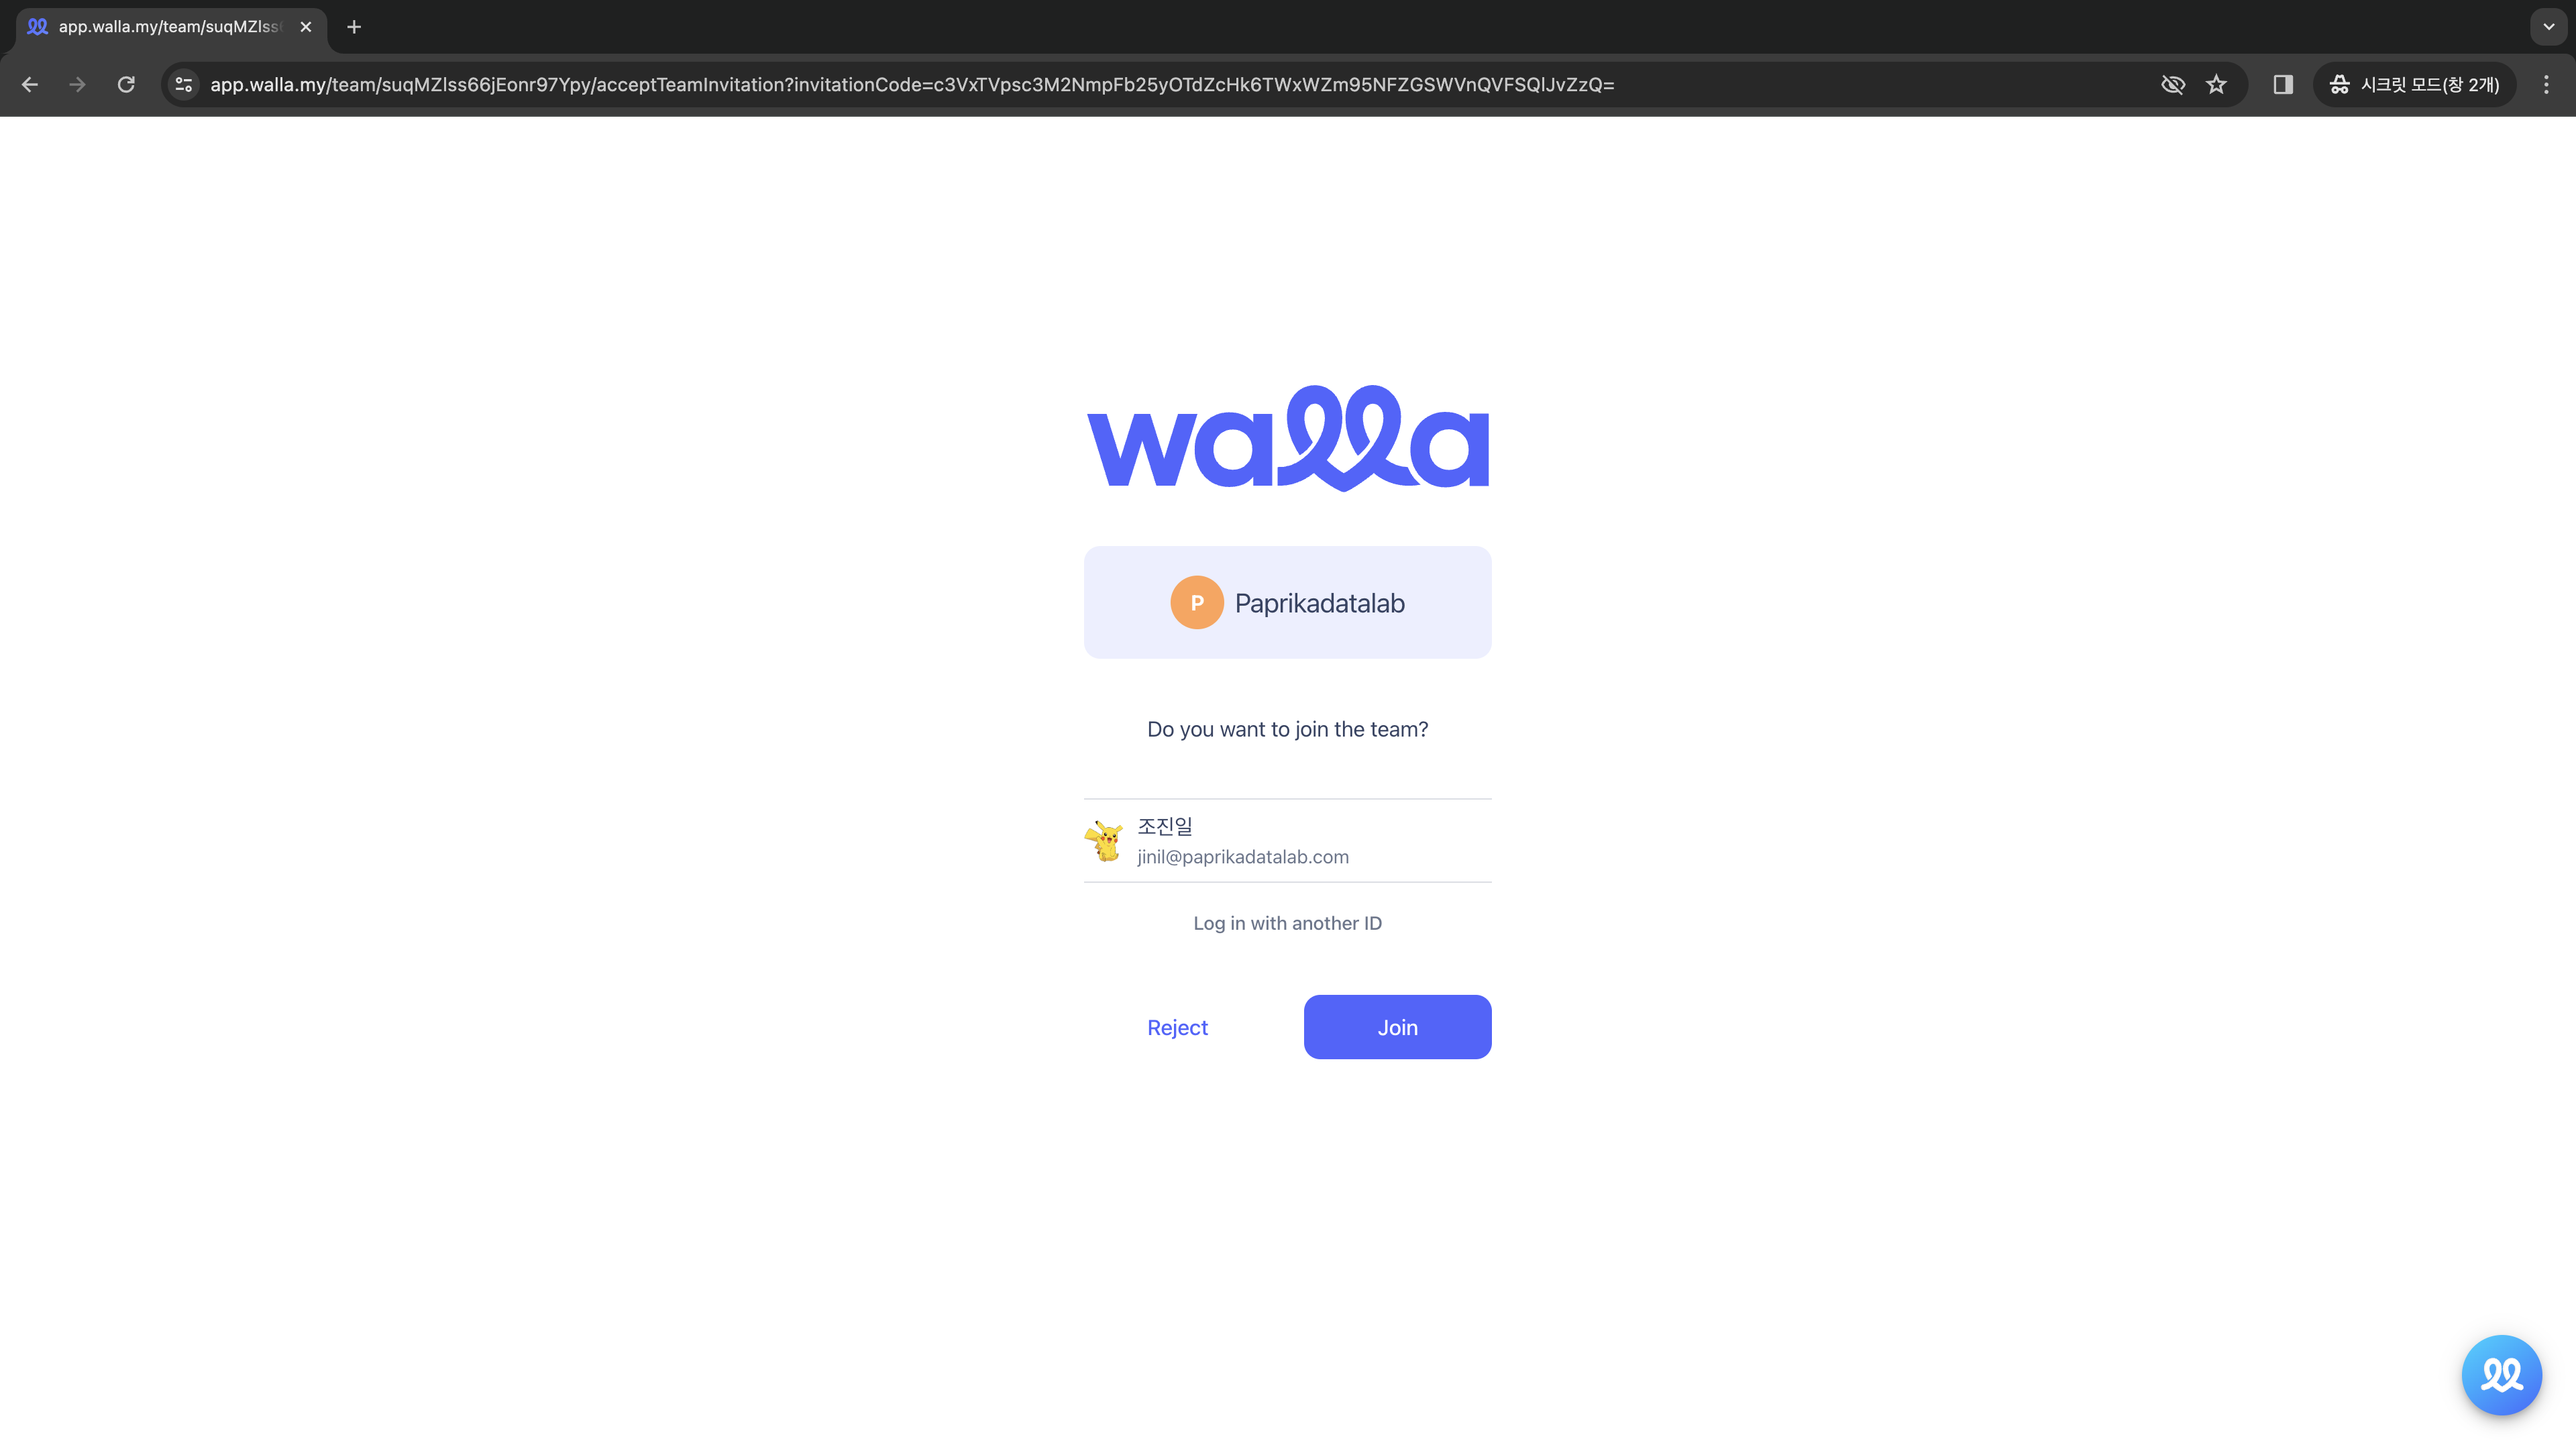 app.walla.my/team/suqMZlss
app.walla.my/team/suqMZlss66jEonr97Ypy/acceptTeamInvitation?invitationCode=c3VxTVpsc3M2NmpFb25yOTdZcHk6TWxWZm95NFZGSWVnQVFSQlJvZzQ=
시크릿 모드(창 2개)
walla
P Paprikadatalab
Do you want to join the team?
조진일
jinil@paprikadatalab.com
Log in with another ID
Reject
Join